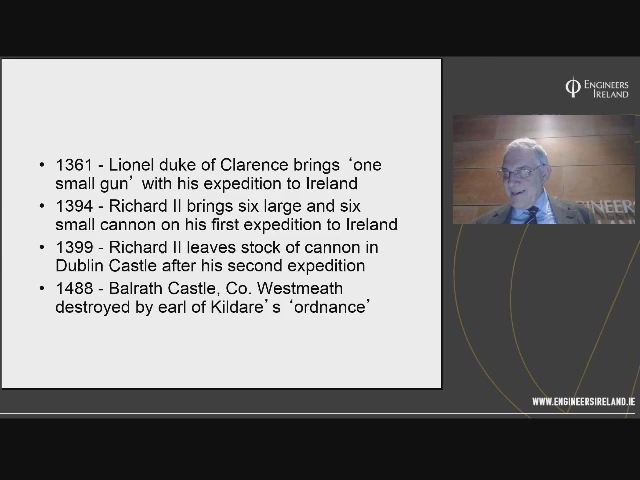 • 1361 - Lionel duke of Clarence brings ‘one
small gun’ with his expedition to Ireland
• 1394 - Richard II brings six large and six
small cannon on his first expedition to Ireland
• 1399 - Richard II leaves stock of cannon in
Dublin Castle after his second expedition
• 1488 - Balrath Castle, Co. Westmeath
destroyed by earl of Kildare’s ‘ordnance’
ENGINEERS
IRELAND
NEERS
WWW.ENGINEERSIRELAND.IE